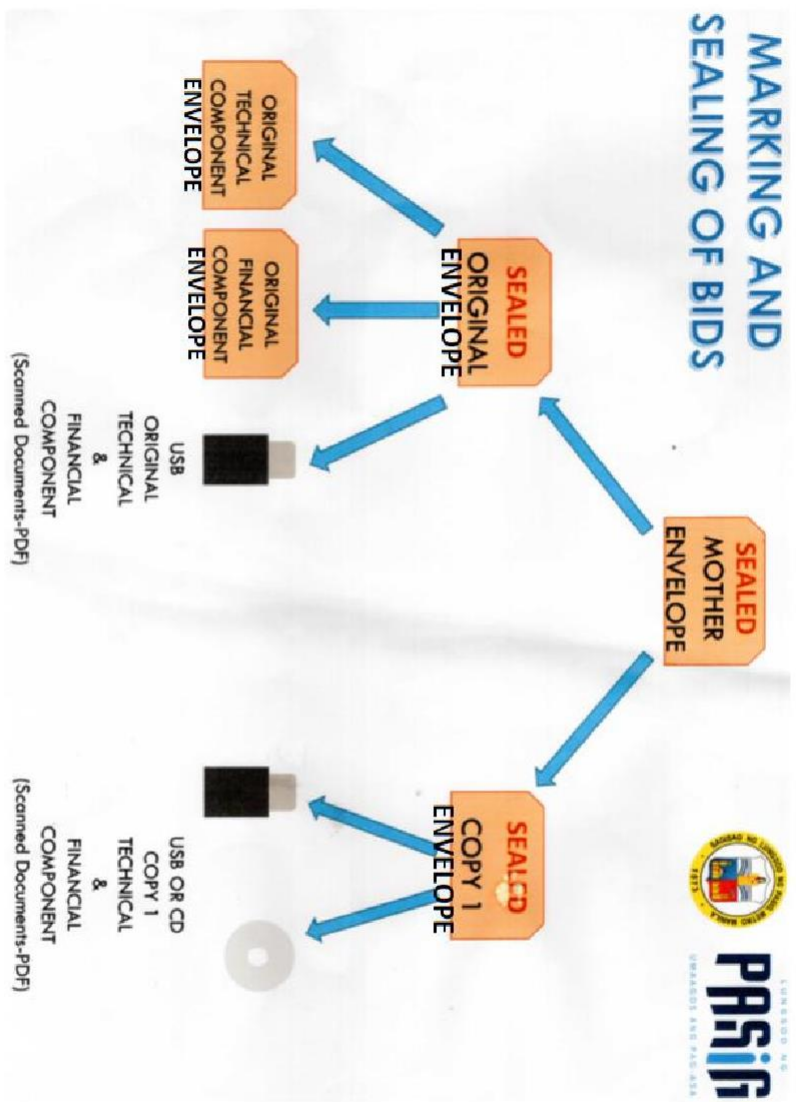 MARKING AND
SEALING OF BIDS
LUNGSOD NG
PASIG
UMAAGOS ANG PAG-ASA
SEALED
MOTHER
ENVELOPE
SEALED
ORIGINAL
ENVELOPE
SEALED
COPY 1
ENVELOPE
ORIGINAL
TECHNICAL
COMPONENT
ENVELOPE
ORIGINAL
FINANCIAL
COMPONENT
ENVELOPE
USB
ORIGINAL
TECHNICAL
&
FINANCIAL
COMPONENT
(Scanned Documents-PDF)
USB OR CD
COPY 1
TECHNICAL
&
FINANCIAL
COMPONENT
(Scanned Documents-PDF)